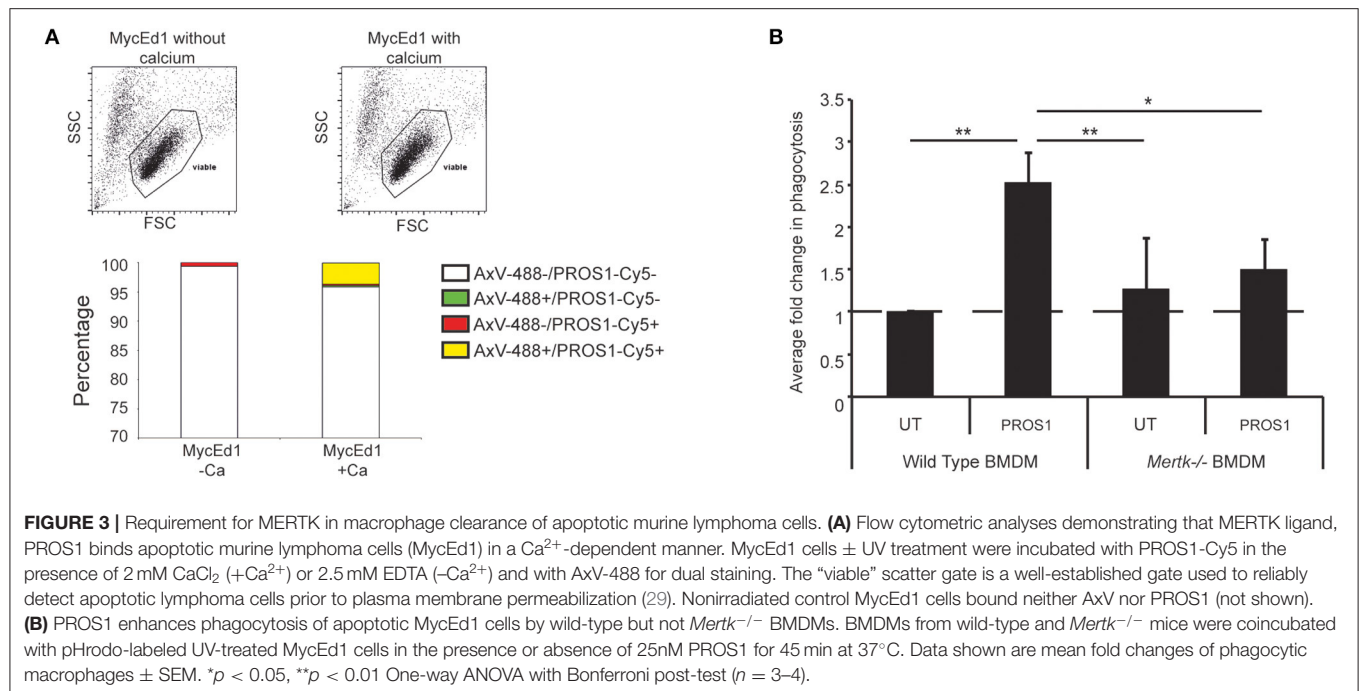 A
MycEd1 without
calcium
MycEd1 with
calcium
SSC
viable
FSC
SSC
viable
FSC
Percentage
100
95
90
85
80
75
70
MycEd1
-Ca
MycEd1
+Ca
AxV-488-/PROS1-Cy5-
AxV-488+/PROS1-Cy5-
AxV-488-/PROS1-Cy5+
AxV-488+/PROS1-Cy5+
B
Average fold change in phagocytosis
3.5
3
2.5
2
1.5
1
0.5
0
**
**
*
UT
PROS1
UT
PROS1
Wild Type BMDM
Mertk-/- BMDM
FIGURE 3 | Requirement for MERTK in macrophage clearance of apoptotic murine lymphoma cells. (A) Flow cytometric analyses demonstrating that MERTK ligand,
PROS1 binds apoptotic murine lymphoma cells (MycEd1) in a Ca²⁺-dependent manner. MycEd1 cells ± UV treatment were incubated with PROS1-Cy5 in the
presence of 2 mM CaCl₂ (+Ca²⁺) or 2.5 mM EDTA (–Ca²⁺) and with AxV-488 for dual staining. The “viable” scatter gate is a well-established gate used to reliably
detect apoptotic lymphoma cells prior to plasma membrane permeabilization (29). Nonirradiated control MycEd1 cells bound neither AxV nor PROS1 (not shown).
(B) PROS1 enhances phagocytosis of apoptotic MycEd1 cells by wild-type but not Mertk⁻/⁻ BMDMs. BMDMs from wild-type and Mertk⁻/⁻ mice were coincubated
with pHrodo-labeled UV-treated MycEd1 cells in the presence or absence of 25nM PROS1 for 45 min at 37°C. Data shown are mean fold changes of phagocytic
macrophages ± SEM. *p < 0.05, **p < 0.01 One-way ANOVA with Bonferroni post-test (n = 3–4).